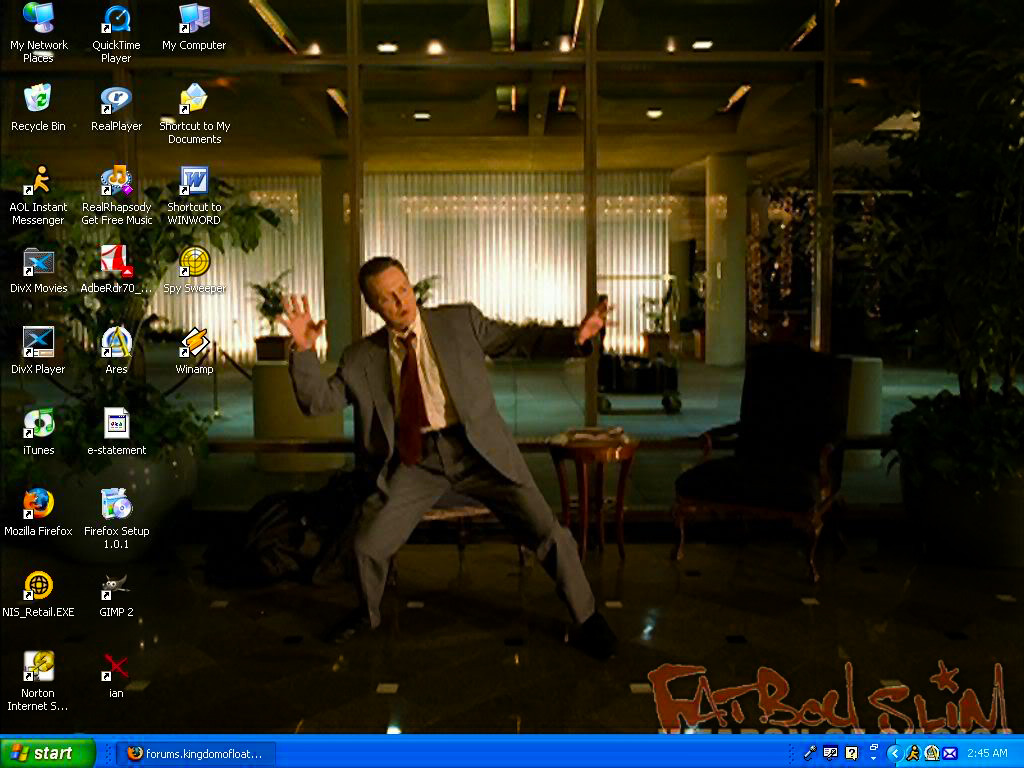 My Network
Places
QuickTime
Player
My Computer
Recycle Bin
RealPlayer
Shortcut to My
Documents
AOL Instant
Messenger
RealRhapsody
Get Free Music
Shortcut to
WINWORD
DivX Movies
AdbeRdr70_...
Spy Sweeper
DivX Player
Ares
Winamp
iTunes
e-statement
Mozilla Firefox
Firefox Setup
1.0.1
NIS_Retail.EXE
GIMP 2
Norton
Internet S...
ian
FATBOY SLIM
WEAPON OF CHOICE
start
forums.kingdomofloat...
2:45 AM